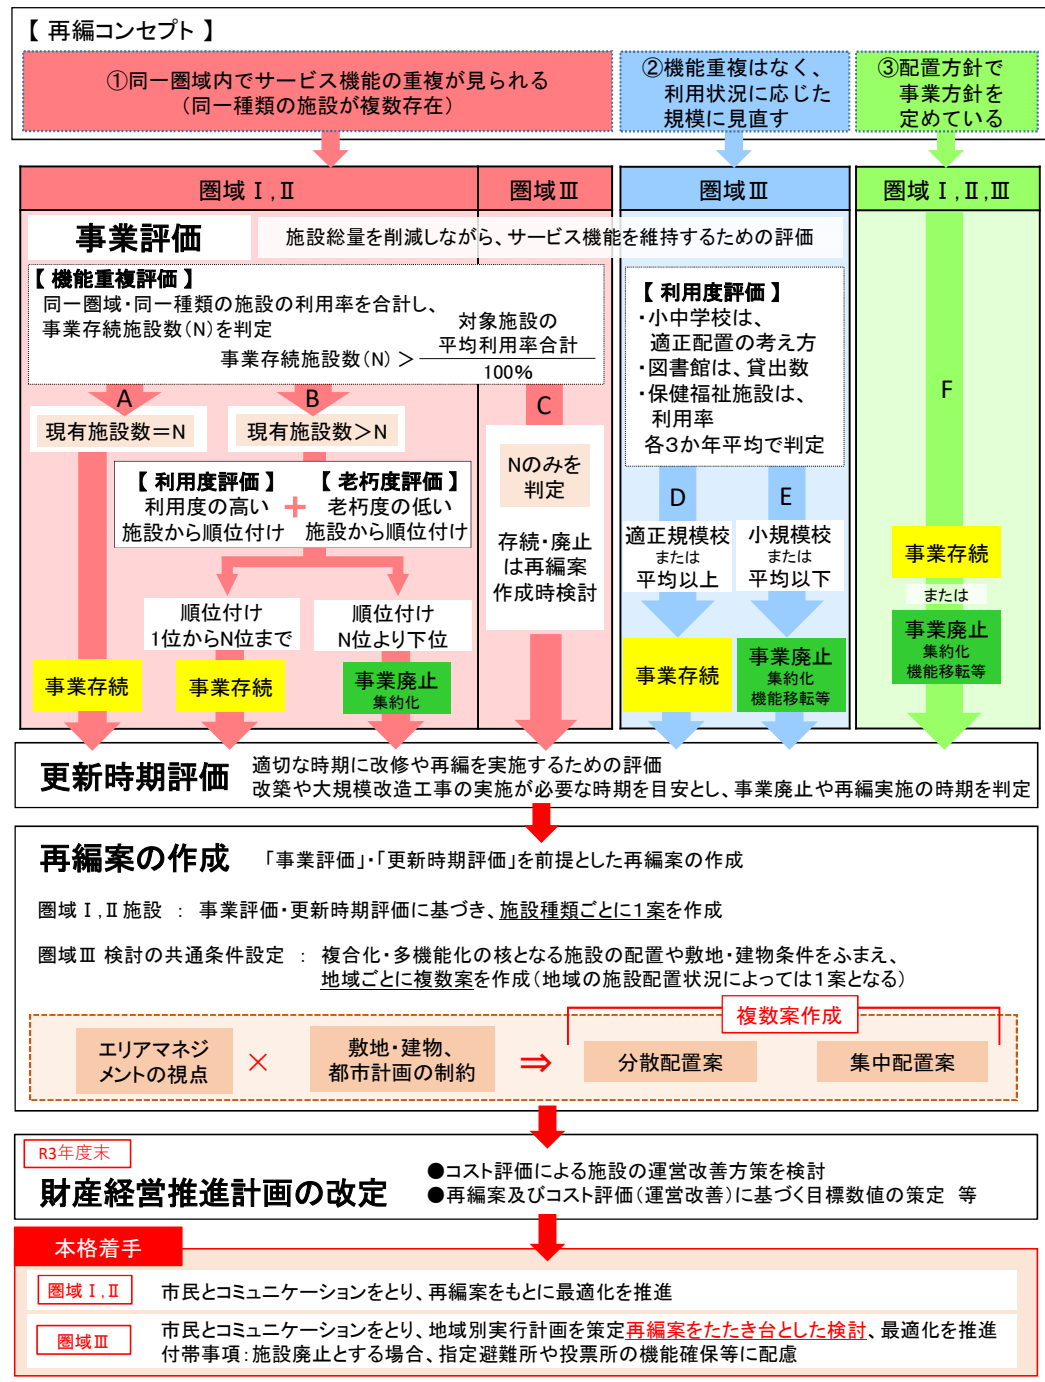 【 再編コンセプト 】
①同一圏域内でサービス機能の重複が見られる
（同一種類の施設が複数存在）
②機能重複はなく、
利用状況に応じた
規模に見直す
③配置方針で
事業方針を
定めている
圏域Ⅰ,Ⅱ
圏域Ⅲ
圏域Ⅲ
圏域Ⅰ,Ⅱ,Ⅲ
事業評価
施設総量を削減しながら、サービス機能を維持するための評価
【 機能重複評価 】
同一圏域・同一種類の施設の利用率を合計し、
事業存続施設数（N）を判定
事業存続施設数（N）＞
対象施設の
平均利用率合計
100%
A
B
C
現有施設数＝N
現有施設数＞N
【 利用度評価 】
利用度の高い
施設から順位付け
＋
【 老朽度評価 】
老朽度の低い
施設から順位付け
順位付け
1位からN位まで
順位付け
N位より下位
事業存続
事業存続
事業廃止
集約化
Nのみを
判定
存続・廃止
は再編案
作成時検討
【 利用度評価 】
・小中学校は、
適正配置の考え方
・図書館は、貸出数
・保健福祉施設は、
利用率
各３か年平均で判定
D
E
適正規模校
または
平均以上
小規模校
または
平均以下
事業存続
事業廃止
集約化
機能移転等
F
事業存続
または
事業廃止
集約化
機能移転等
更新時期評価
適切な時期に改修や再編を実施するための評価
改築や大規模改造工事の実施が必要な時期を目安とし、事業廃止や再編実施の時期を判定
再編案の作成
「事業評価」・「更新時期評価」を前提とした再編案の作成
圏域Ⅰ,Ⅱ施設 ： 事業評価・更新時期評価に基づき、施設種類ごとに１案を作成
圏域Ⅲ 検討の共通条件設定 ： 複合化・多機能化の核となる施設の配置や敷地・建物条件をふまえ、
地域ごとに複数案を作成（地域の施設配置状況によっては１案となる）
複数案作成
エリアマネジ
メントの視点
×
敷地・建物、
都市計画の制約
⇒
分散配置案
集中配置案
R3年度末
財産経営推進計画の改定
●コスト評価による施設の運営改善方策を検討
●再編案及びコスト評価（運営改善）に基づく目標数値の策定 等
本格着手
圏域Ⅰ,Ⅱ
市民とコミュニケーションをとり、再編案をもとに最適化を推進
圏域Ⅲ
市民とコミュニケーションをとり、地域別実行計画を策定再編案をたたき台とした検討、最適化を推進
付帯事項：施設廃止とする場合、指定避難所や投票所の機能確保等に配慮